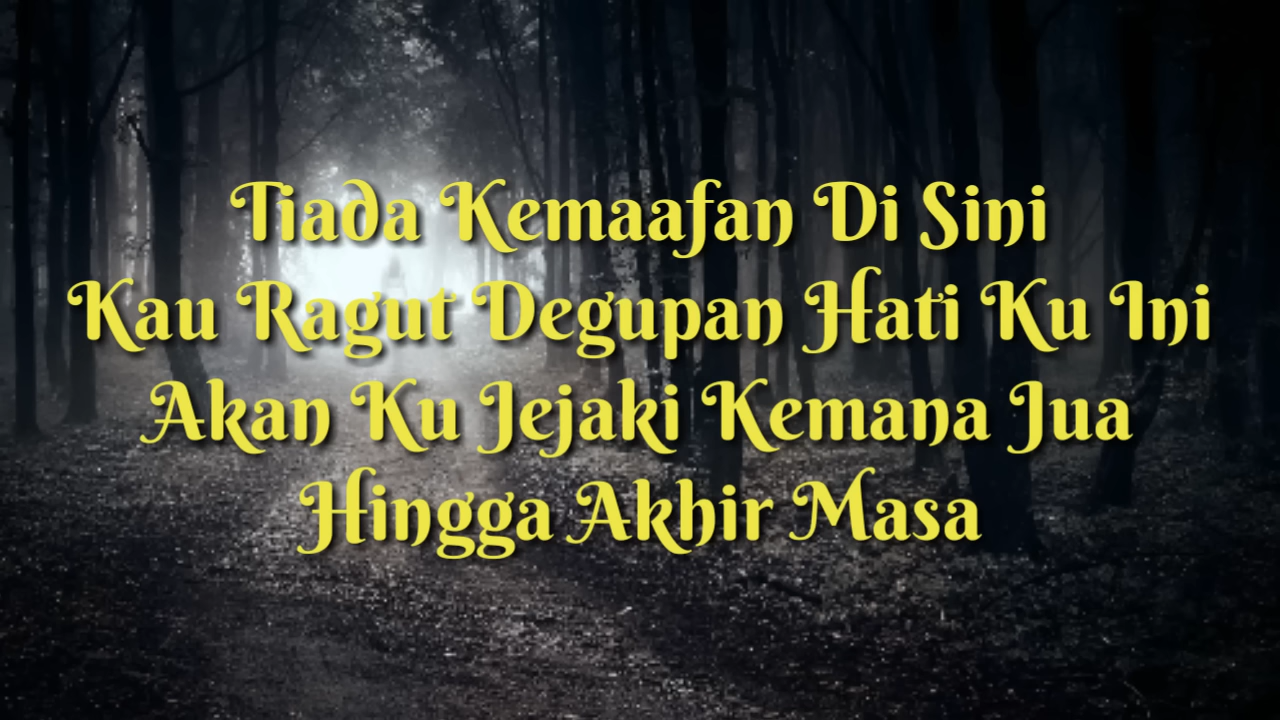 Tiada Kemaafan Di Sini
Kau Ragut Degupan Hati Ku Ini
Akan Ku Jejaki Kemana Jua
Hingga Akhir Masa